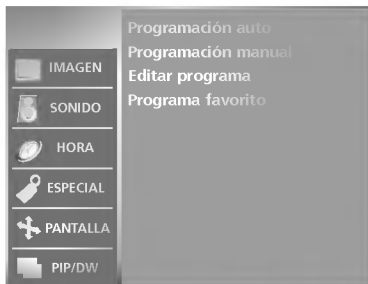 Programación auto
Programación manual
Editar programa
Programa favorito
IMAGEN
SONIDO
HORA
ESPECIAL
PANTALLA
PIP/DW